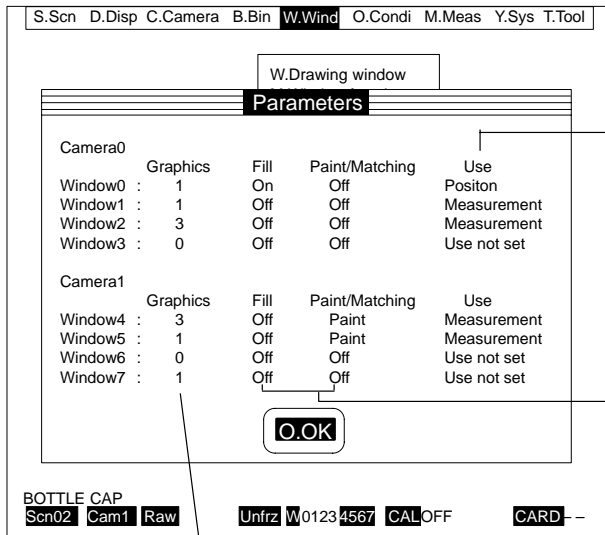 S.Scn D.Disp C.Camera B.Bin W.Wind O.Condi M.Meas Y.Sys T.Tool
W.Drawing window
Parameters
Camera0
Graphics Fill Paint/Matching Use
Window0 : 1 On Off Positon
Window1 : 1 Off Off Measurement
Window2 : 3 Off Off Measurement
Window3 : 0 Off Off Use not set
Camera1
Graphics Fill Paint/Matching Use
Window4 : 3 Off Paint Measurement
Window5 : 1 Off Paint Measurement
Window6 : 0 Off Off Use not set
Window7 : 1 Off Off Use not set
O.OK
BOTTLE CAP
Scn02 Cam1 Raw Unfrz W01234567 CALOFF CARD – –